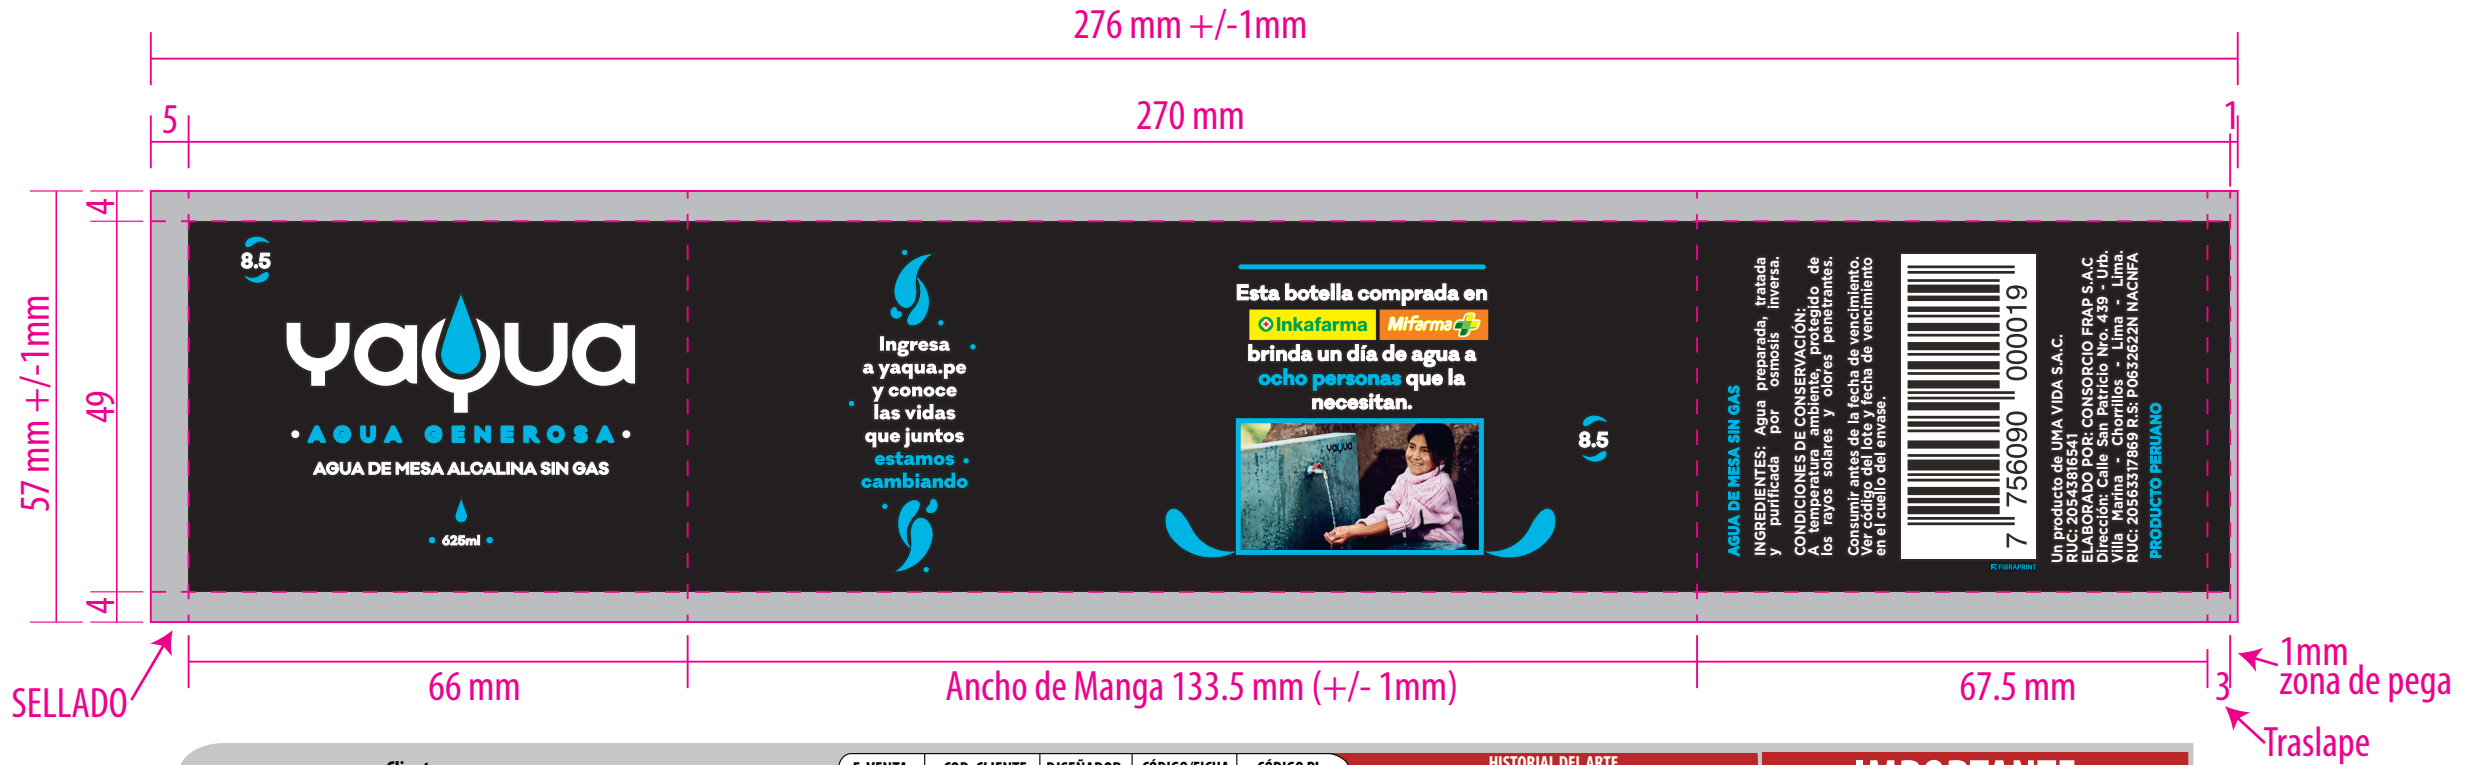 276 mm +/-1mm
5
270 mm
1
57 mm +/-1mm
4
49
4
8.5
yaqua
•AGUA GENEROSA•
AGUA DE MESA ALCALINA SIN GAS
• 625ml •
Ingresa
a yaqua.pe
y conoce
las vidas
que juntos
estamos
cambiando
Esta botella comprada en
Inkafarma Mifarma
brinda un día de agua a
ocho personas que la
necesitan.
yaqua
8.5
AGUA DE MESA SIN GAS
INGREDIENTES: Agua preparada, tratada
y purificada por osmosis inversa.
CONDICIONES DE CONSERVACIÓN:
A temperatura ambiente, protegido de
los rayos solares y olores penetrantes.
Consumir antes de la fecha de vencimiento.
Ver código del lote y fecha de vencimiento
en el cuello del envase.
7 756090 000019
FIBRAPRINT
Un producto de UMA VIDA S.A.C.
RUC: 20543816541
ELABORADO POR: CONSORCIO FRAP S.A.C
Dirección: Calle San Patricio Nro. 439 - Urb.
Villa Marina - Chorrillos - Lima - Lima.
RUC: 20563317869 R.S: P0632622N NACNFA
PRODUCTO PERUANO
SELLADO
66 mm
Ancho de Manga 133.5 mm (+/- 1mm)
67.5 mm
3
1mm
zona de pega
Traslape
HISTORIAL DEL ARTE
IMPORTANTE